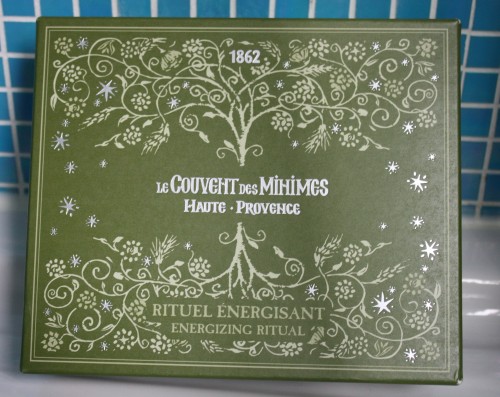 1862
LE COUVENT DES MINIMES
HAUTE · PROVENCE
RITUEL ÉNERGISANT
ENERGIZING RITUAL